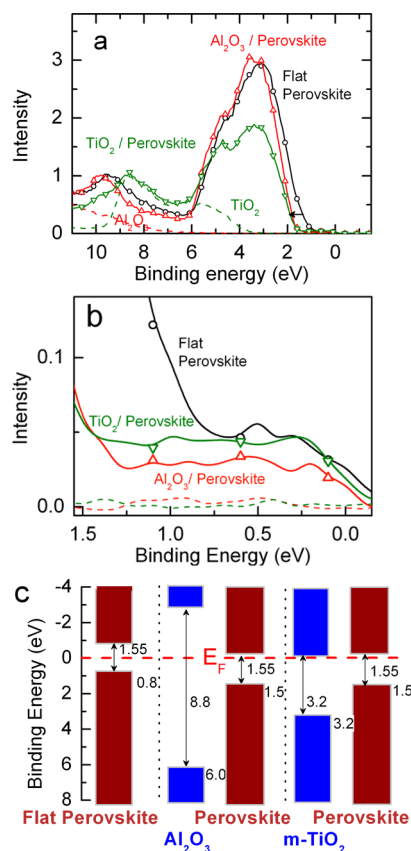 a
Al2O3 / Perovskite
Flat
Perovskite
TiO2 / Perovskite
TiO2
Al2O
Intensity
3
2
1
0
10 8 6 4 2 0
Binding energy (eV)
b
Flat
Perovskite
TiO2/ Perovskite
Al2O3/ Perovskite
Intensity
0.1
0.0
1.5 1.0 0.5 0.0
Binding Energy (eV)
c
Binding Energy (eV)
-4
-2
0
2
4
6
8
EF
1.55
0.8
8.8
6.0
1.55
1.5
3.2
3.2
1.55
1.5
Flat Perovskite Perovskite Perovskite
Al2O3 m-TiO2